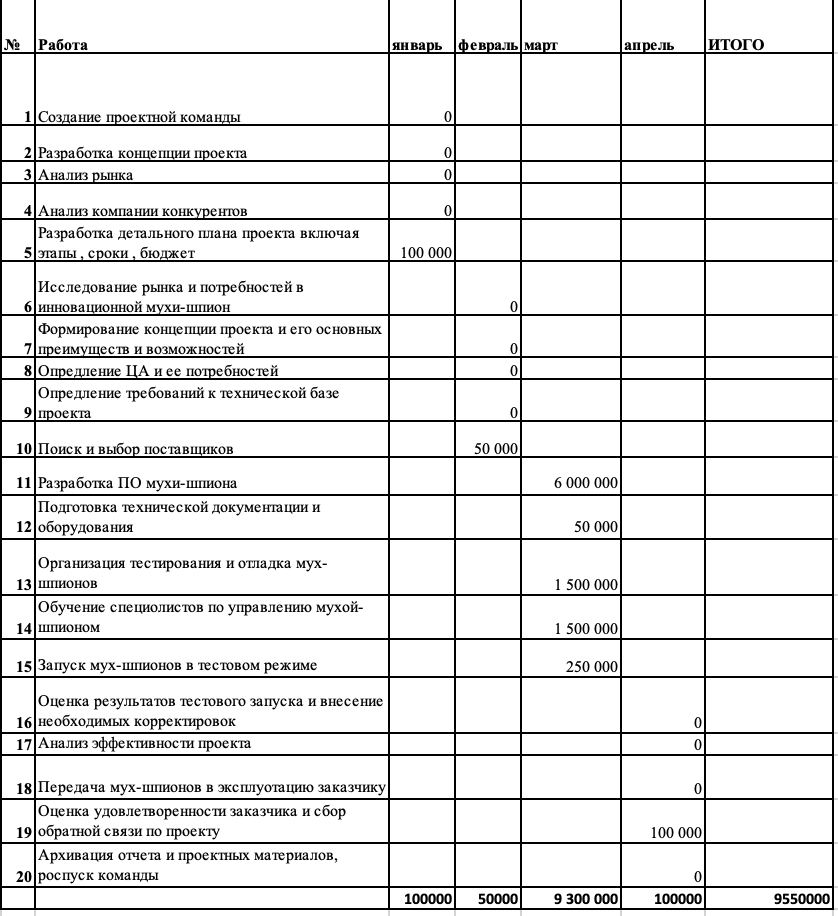 № Работа январь февраль март апрель ИТОГО
1 Создание проектной команды 0
2 Разработка концепции проекта 0
3 Анализ рынка 0
4 Анализ компании конкурентов 0
Разработка детального плана проекта включая
5 этапы , сроки , бюджет 100 000
Исследование рынка и потребностей в
6 инновационной мухи-шпион 0
Формирование концепции проекта и его основных
7 преимуществ и возможностей 0
8 Опредление ЦА и ее потребностей 0
Опредление требований к технической базе
9 проекта 0
10 Поиск и выбор поставщиков 50 000
11 Разработка ПО мухи-шпиона 6 000 000
Подготовка технической документации и
12 оборудования 50 000
Организация тестирования и отладка мух-
13 шпионов 1 500 000
Обучение специолистов по управлению мухой-
14 шпионом 1 500 000
15 Запуск мух-шпионов в тестовом режиме 250 000
Оценка результатов тестового запуска и внесение
16 необходимых корректировок 0
17 Анализ эффективности проекта 0
18 Передача мух-шпионов в эксплуотацию заказчику 0
Оценка удовлетворенности заказчика и сбор
19 обратной связи по проекту 100 000
Архивация отчета и проектных материалов,
20 роспуск команды 0
100000 50000 9 300 000 100000 9550000